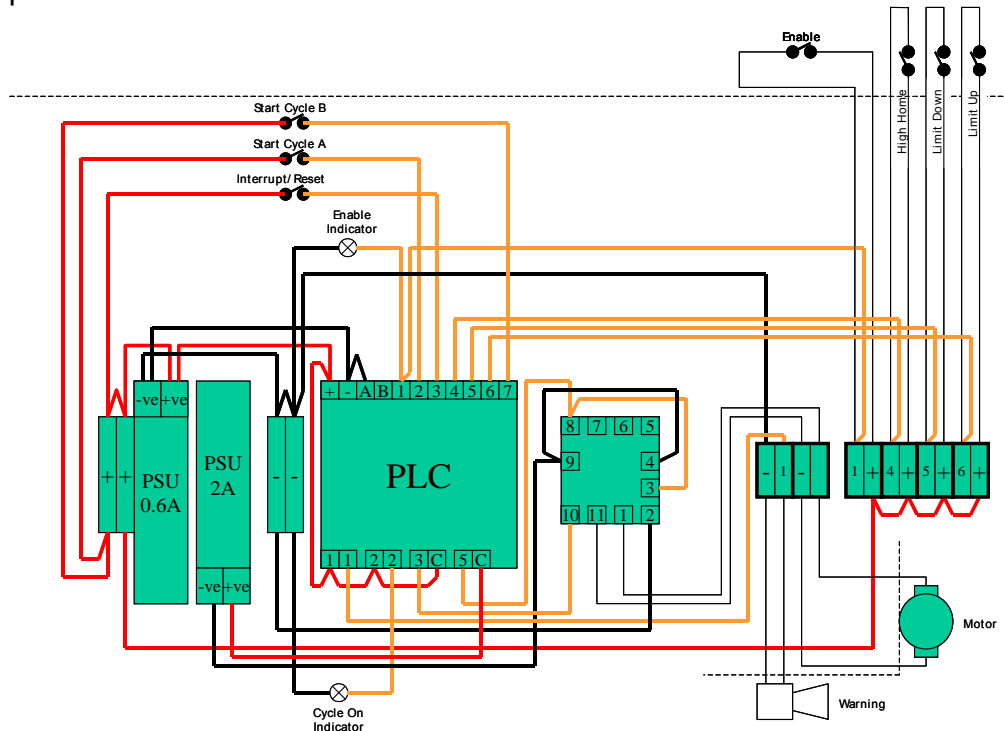 Enable
Start Cycle B
High Home
Limit Down
Limit Up
Start Cycle A
Interrupt/ Reset
Enable
Indicator
-ve +ve
+ - A B 1 2 3 4 5 6 7
+ +
PSU
0.6A
PSU
2A
- -
PLC
8 7 6 5
9 4
3
10 11 1 2
- 1 -
1 + 4 + 5 + 6 +
1 1 2 2 3 C 5 C
-ve +ve
Motor
Warning
Cycle On
Indicator